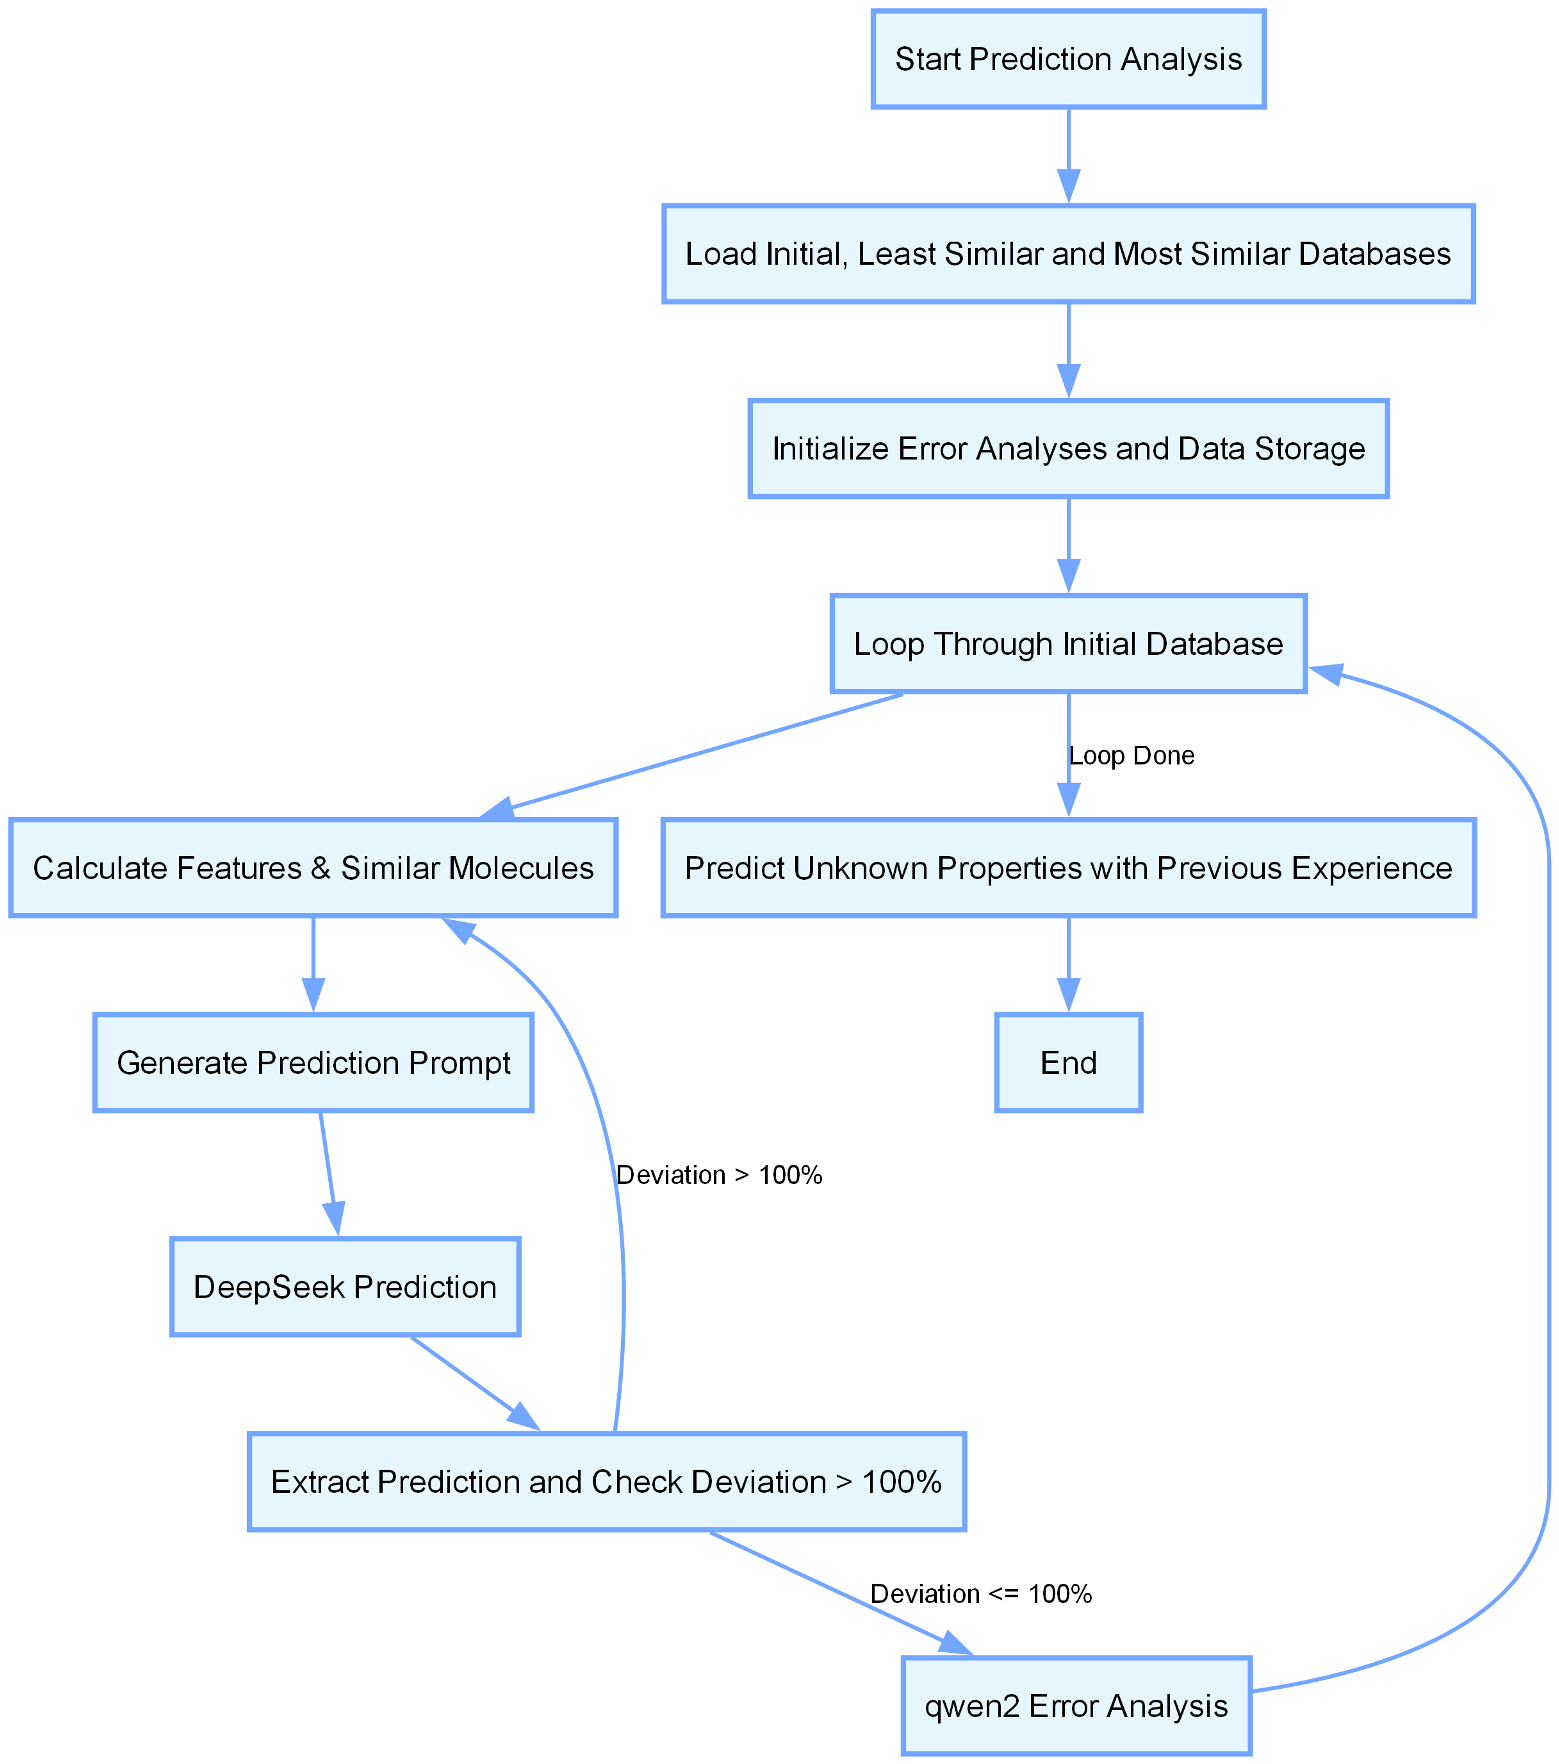 Start Prediction Analysis
Load Initial, Least Similar and Most Similar Databases
Initialize Error Analyses and Data Storage
Loop Through Initial Database
Loop Done
Calculate Features & Similar Molecules
Predict Unknown Properties with Previous Experience
Generate Prediction Prompt
End
Deviation > 100%
DeepSeek Prediction
Extract Prediction and Check Deviation > 100%
Deviation <= 100%
qwen2 Error Analysis